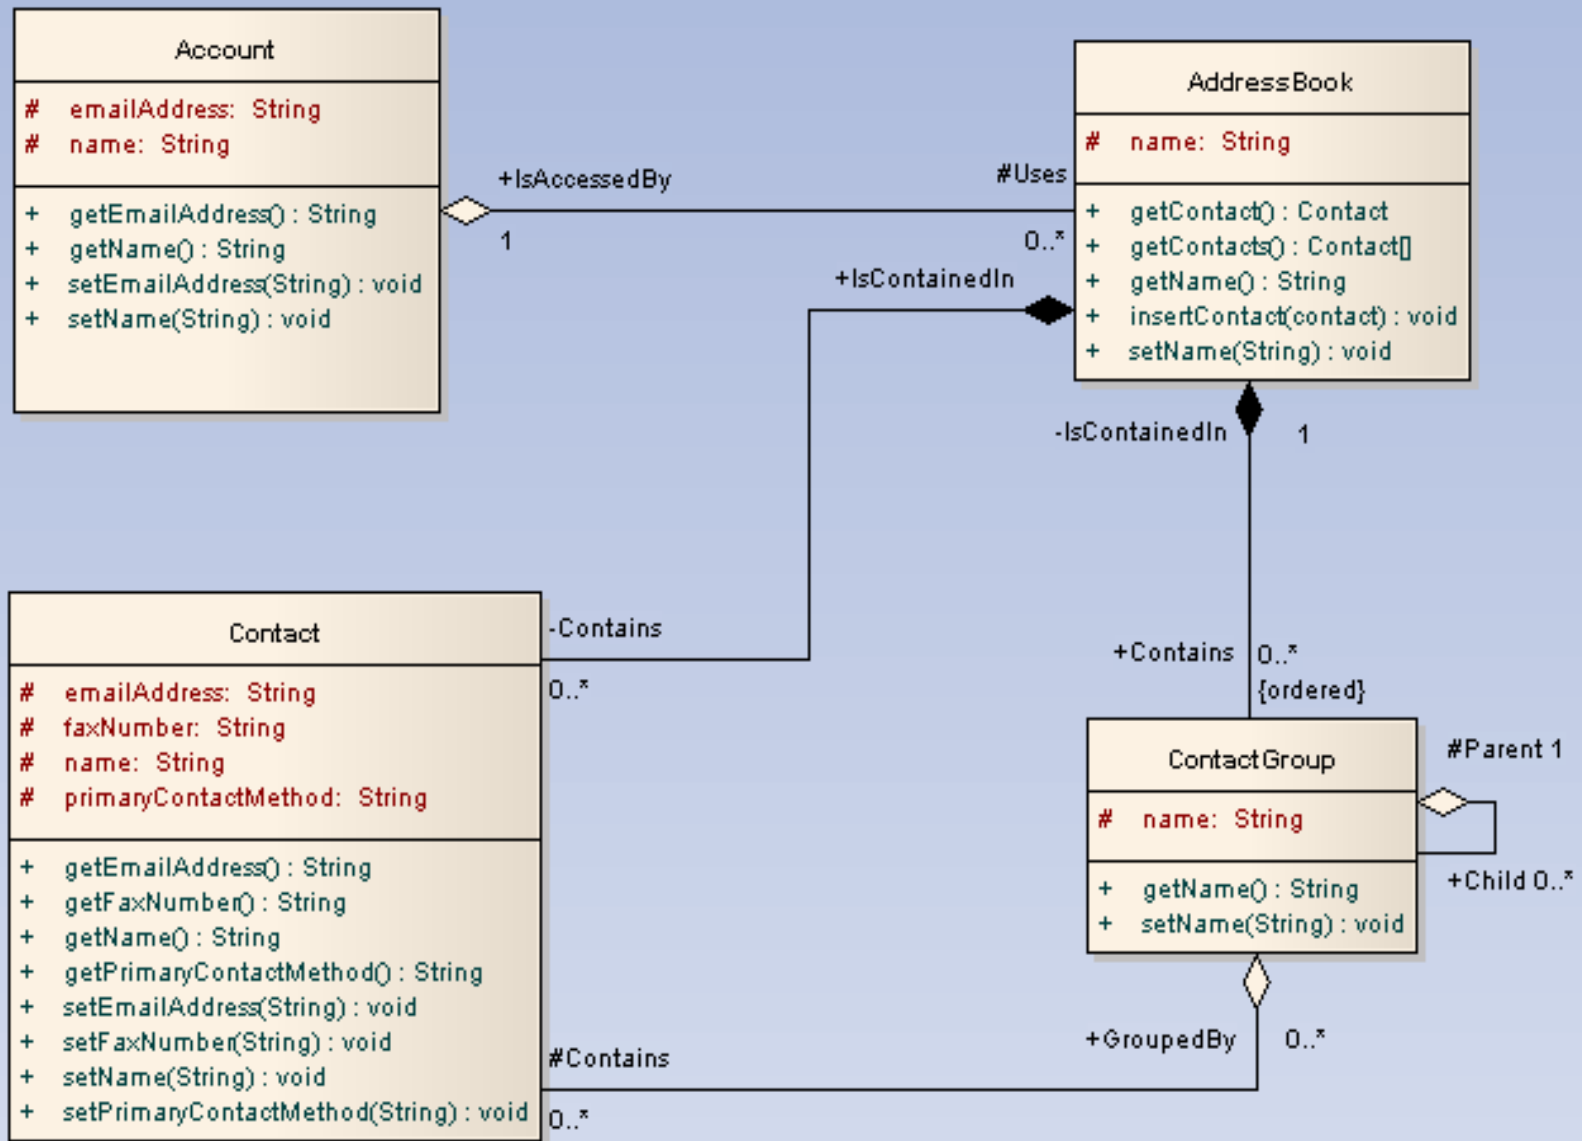 Account
# emailAddress: String
# name: String
+ getEmailAddress() : String
+ getName() : String
+ setEmailAddress(String) : void
+ setName(String) : void
+IsAccessedBy
1
#Uses
0..*
AddressBook
# name: String
+ getContact() : Contact
+ getContacts() : Contact[]
+ getName() : String
+ insertContact(contact) : void
+ setName(String) : void
+IsContainedIn
-IsContainedIn
1
-Contains
0..*
+Contains
0..*
{ordered}
Contact
# emailAddress: String
# faxNumber: String
# name: String
# primaryContactMethod: String
+ getEmailAddress() : String
+ getFaxNumber() : String
+ getName() : String
+ getPrimaryContactMethod() : String
+ setEmailAddress(String) : void
+ setFaxNumber(String) : void
+ setName(String) : void
+ setPrimaryContactMethod(String) : void
ContactGroup
# name: String
+ getName() : String
+ setName(String) : void
#Parent 1
+Child 0..*
+GroupedBy
0..*
#Contains
0..*